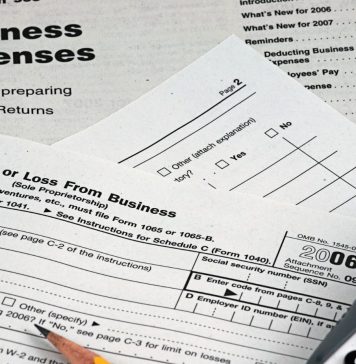 ness
enses
preparing
Returns
Introduction
What's New for 2006
What's New for 2007
Reminders
Deducting Business
Expenses
loyees' Pay
ense
Page 2
Other (attach explanation)
tory?
Yes
No
or Loss From Business
(Sole Proprietorship)
ventures, etc., must file Form 1065 or 1065-B.
1041. ▶ See Instructions for Schedule C (Form 1040).
OMB No. 1545-0
2006
Attachment
Sequence No. 09
(see page C-2 of the instructions)
Social security number (SSN)
B Enter code from pages C-8, 9, &
D Employer ID number (EIN), if an
Other (specify) ▶
g 2006? If "No," see page C-3 for limit on losses
n W-2 and the